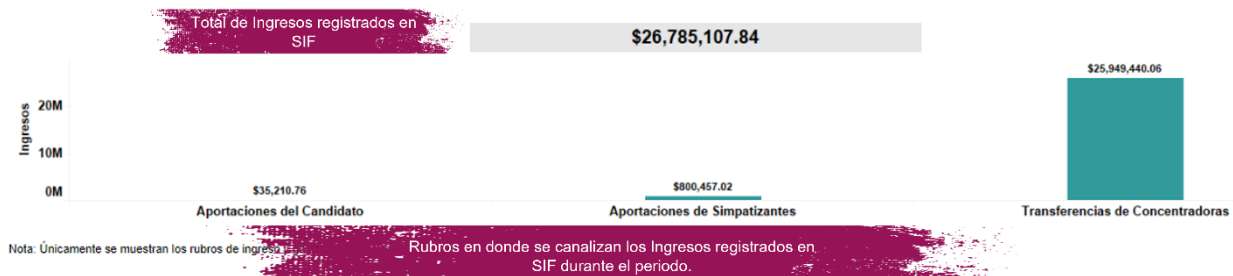 Total de Ingresos registrados en
SIF
$26,785,107.84
$25,949,440.06
Ingresos
20M
10M
0M
$35,210.76
$800,457.02
Aportaciones del Candidato
Aportaciones de Simpatizantes
Transferencias de Concentradoras
Nota: Únicamente se muestran los rubros de ingreso
Rubros en donde se canalizan los Ingresos registrados en
SIF durante el periodo.